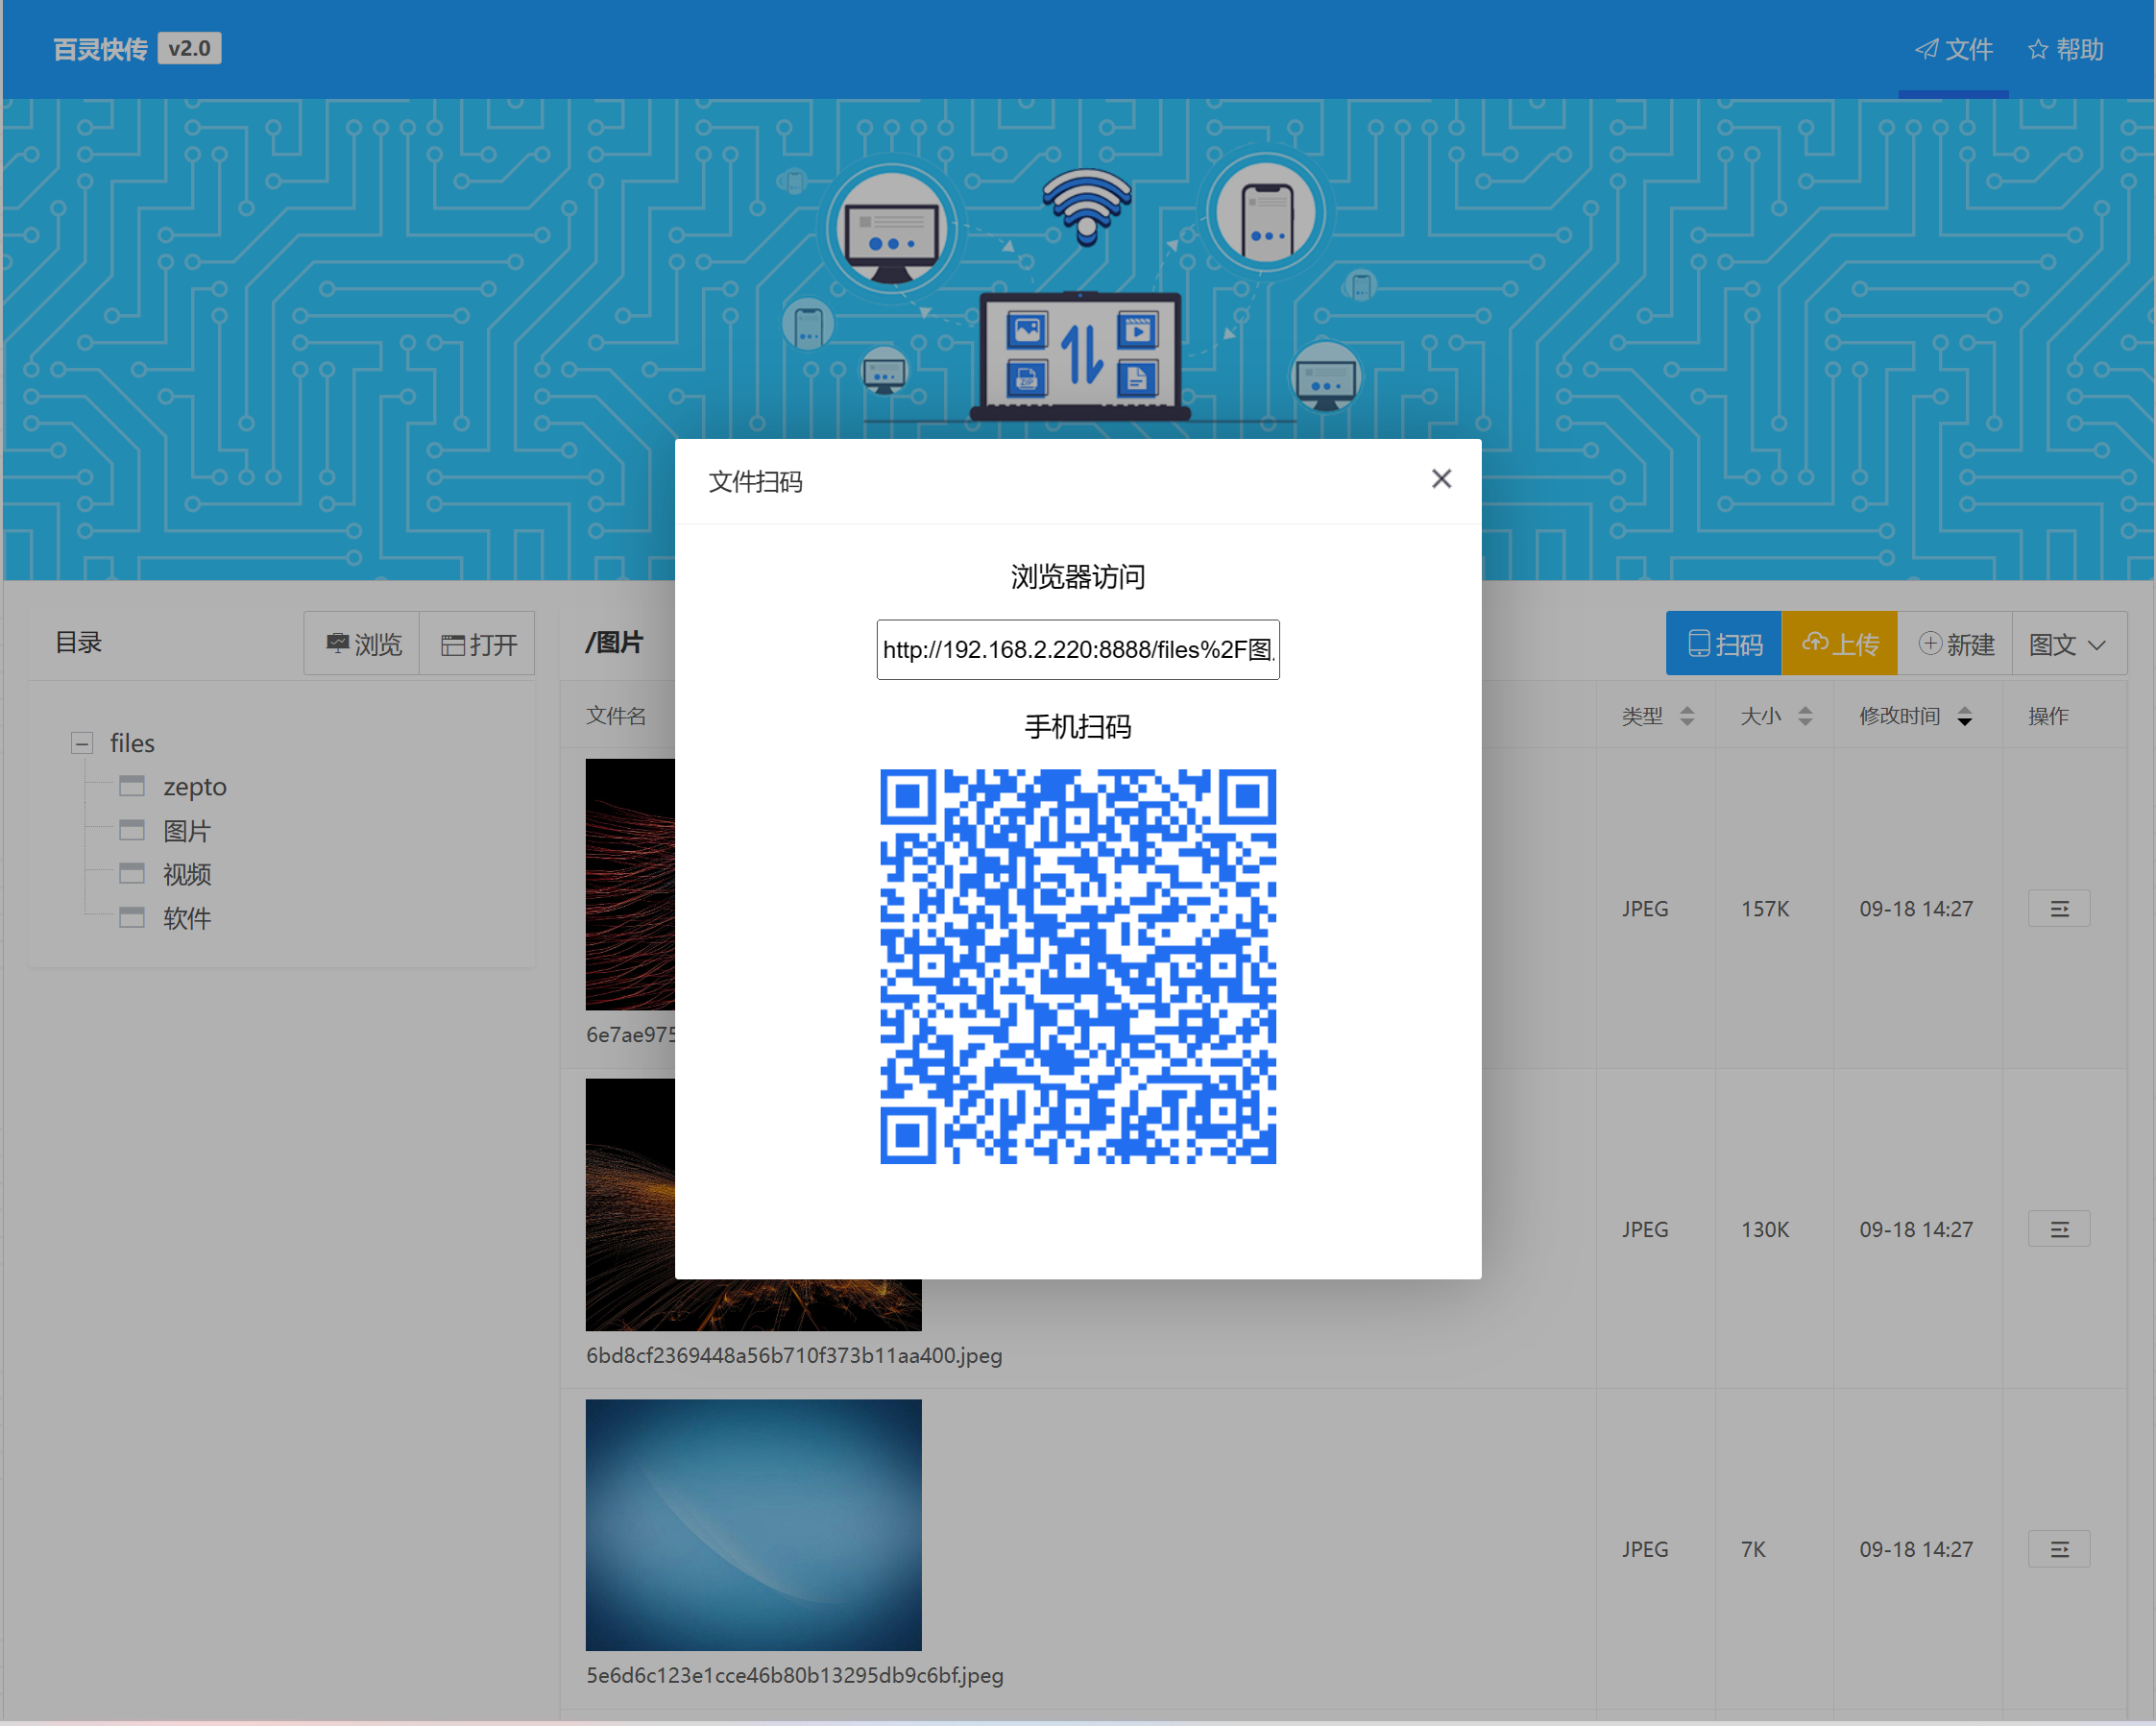 百灵快传 v2.0
文件 帮助
文件扫码
浏览器访问
http://192.168.2.220:8888/files%2F图
手机扫码
目录 浏览 打开
files
zepto
图片
视频
软件
/图片 扫码 上传 新建 图文
文件名 类型 大小 修改时间 操作
JPEG 157K 09-18 14:27
6e7ae975
JPEG 130K 09-18 14:27
6bd8cf2369448a56b710f373b11aa400.jpeg
JPEG 7K 09-18 14:27
5e6d6c123e1cce46b80b13295db9c6bf.jpeg